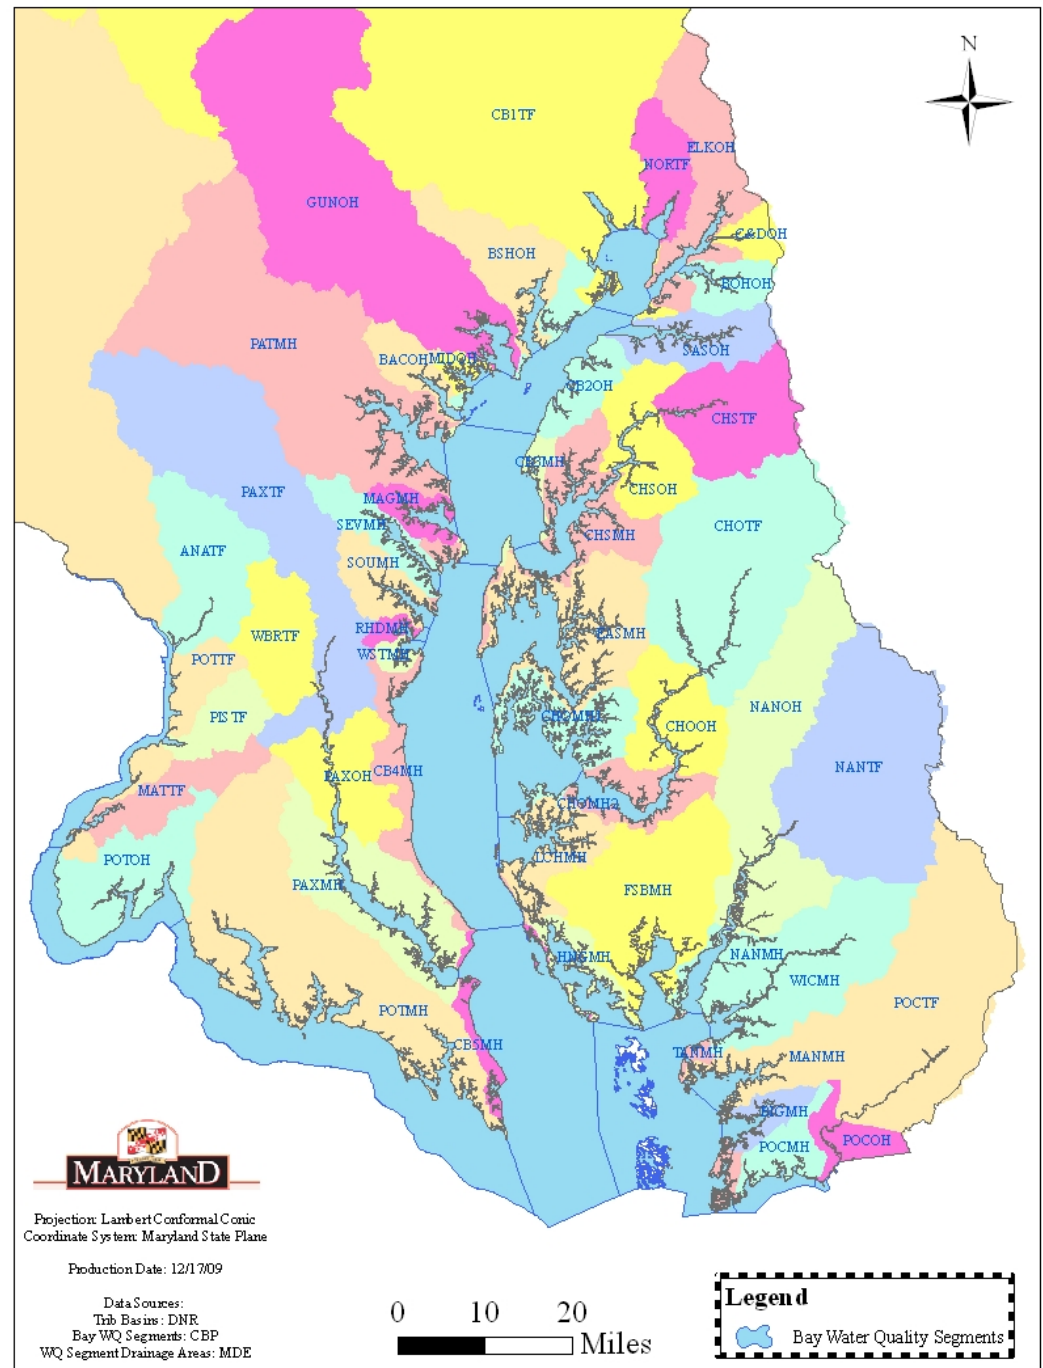 N
CB1TF
ELKOH
NORTF
GUNOH
C&DOH
BSHOH
BOHOH
PATMH
SASOH
BACOH
MIDOH
CB2OH
CHSTF
CB3MH
PAXTF
MAGMH
CHSOH
SEVMH
CHOTF
CHSMH
ANATF
SOUMH
RHDMH
WBRTF
EASMH
WSTMH
POTTF
PISTF
CHOMH1
CHOOH
NANOH
PAXOH
CB4MH
NANTF
MATTF
CHOMH2
POTOH
LCHMH
PAXMH
FSBMH
HNGMH
NANMH
WICMH
POCTF
POTMH
CB5MH
TANMH
MANMH
BIGMH
POCOH
POCMH
MARYLAND
Projection: Lambert Conformal Conic
Coordinate System: Maryland State Plane
Production Date: 12/17/09
Data Sources:
Trib Basins: DNR
Bay WQ Segments: CBP
WQ Segment Drainage Areas: MDE
0 10 20
Miles
Legend
Bay Water Quality Segments